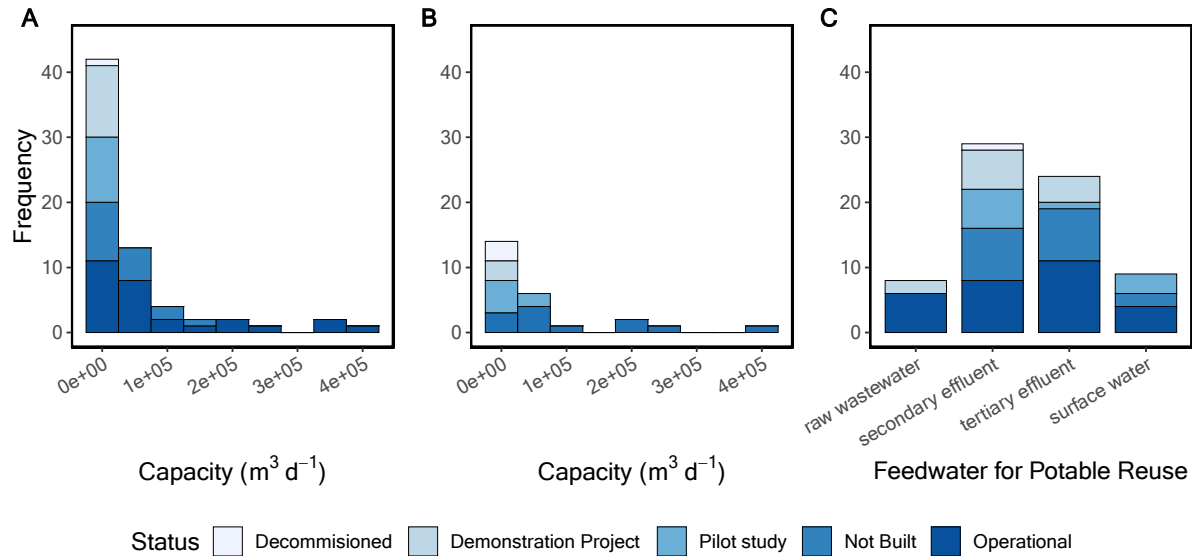 A
B
C
Frequency
40
30
20
10
0
0e+00
1e+05
2e+05
3e+05
4e+05
Capacity (m³ d⁻¹)
40
30
20
10
0
0e+00
1e+05
2e+05
3e+05
4e+05
Capacity (m³ d⁻¹)
40
30
20
10
0
raw wastewater
secondary effluent
tertiary effluent
surface water
Feedwater for Potable Reuse
Status Decommisioned Demonstration Project Pilot study Not Built Operational